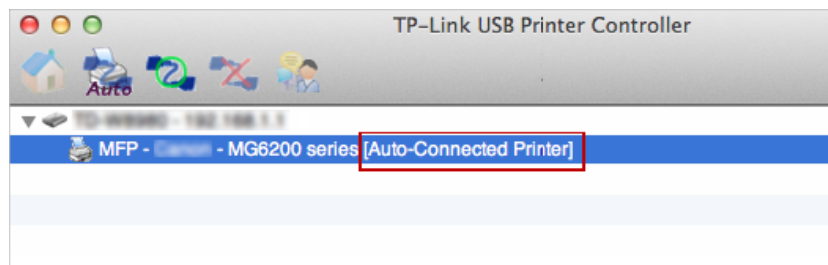 TP-Link USB Printer Controller
Auto
MFP - - MG6200 series [Auto-Connected Printer]